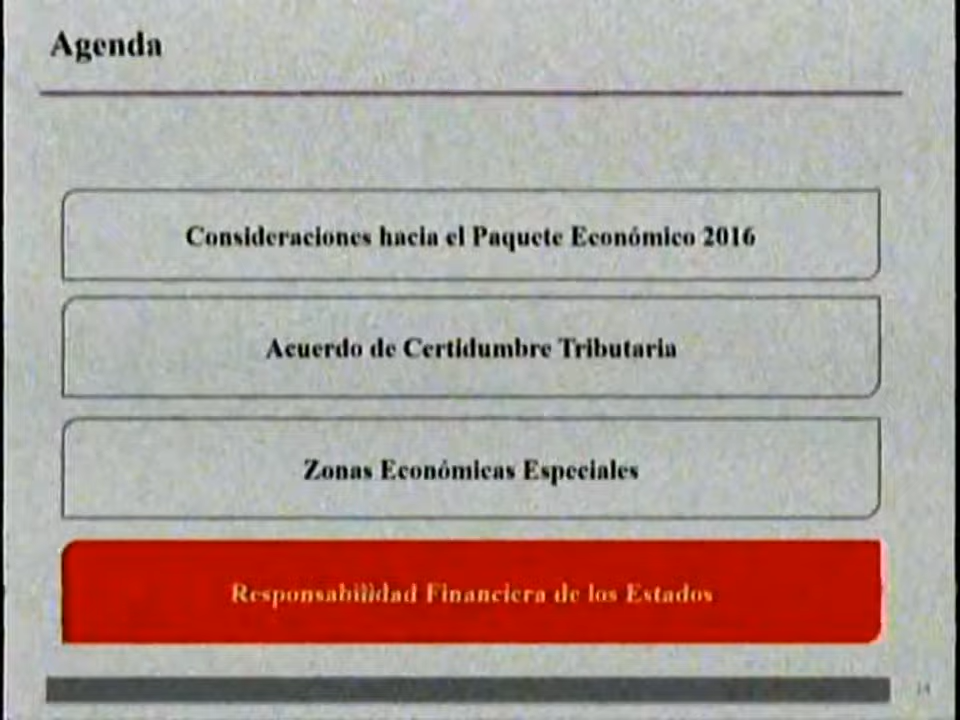 Agenda
Consideraciones hacia el Paquete Económico 2016
Acuerdo de Certidumbre Tributaria
Zonas Económicas Especiales
Responsabilidad Financiera de los Estados
14